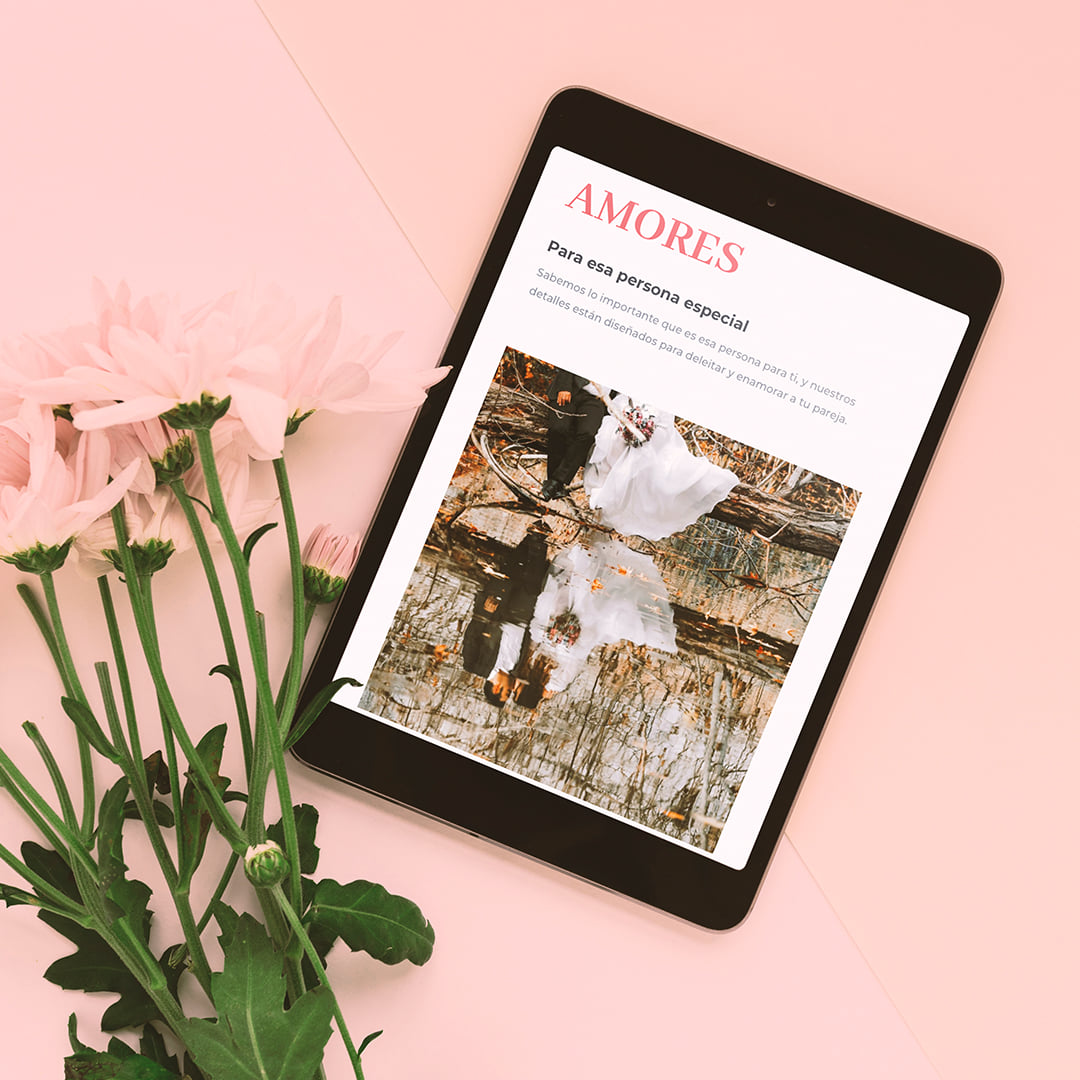 AMORES
Para esa persona especial
Sabemos lo importante que es esa persona para ti, y nuestros
detalles están diseñados para deleitar y enamorar a tu pareja.